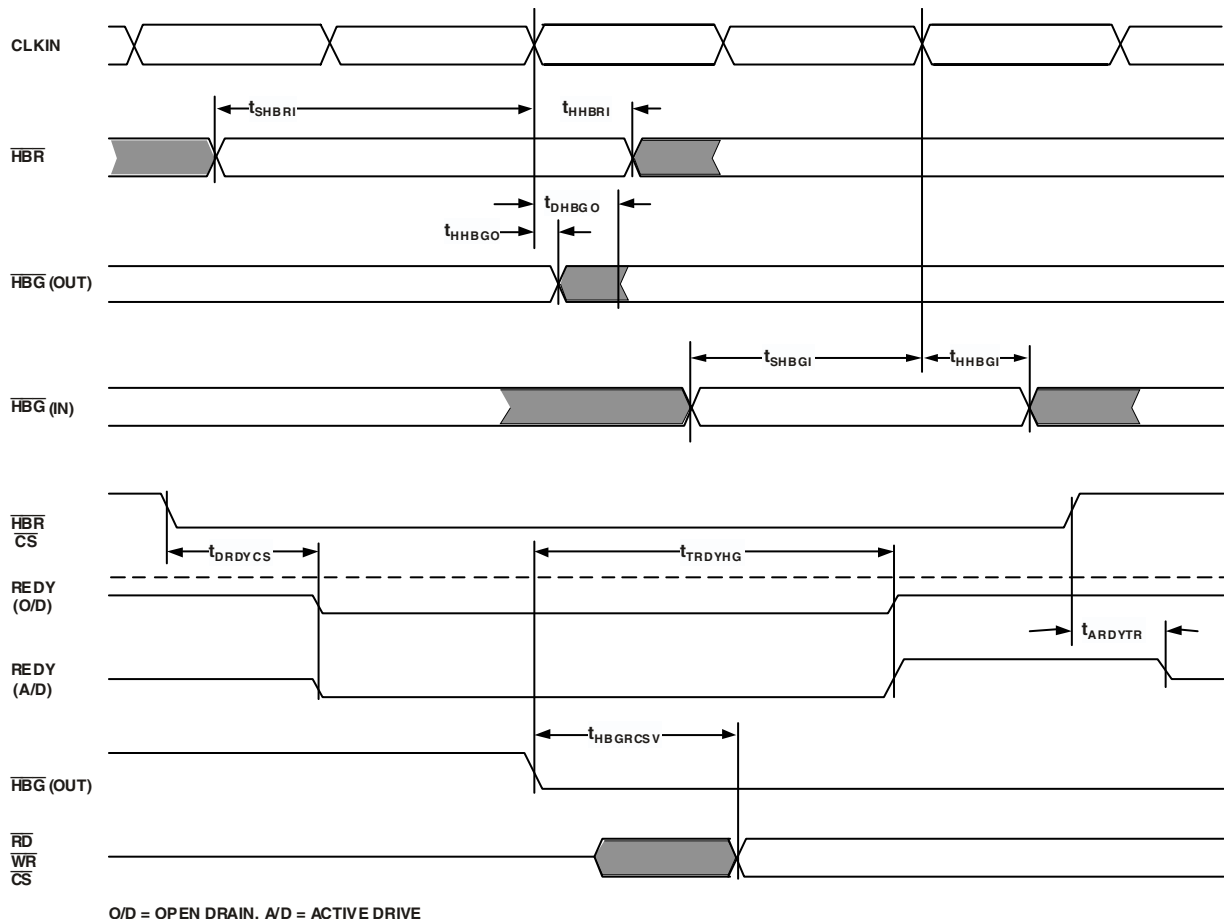 CLKIN
tSHBRI
tHHBRI
HBR
tDHBGO
tHHBGO
HBG (OUT)
tSHBGI
tHHBGI
HBG (IN)
HBR
CS
tDRDYCS
tTRDYHG
REDY
(O/D)
tARDYTR
REDY
(A/D)
tHBGRCSV
HBG (OUT)
RD
WR
CS
O/D = OPEN DRAIN, A/D = ACTIVE DRIVE